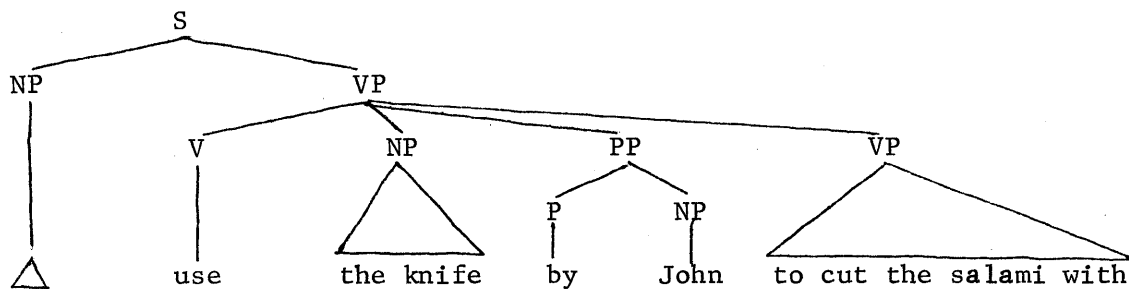 S
NP VP
V NP PP VP
P NP
use the knife by John to cut the salami with